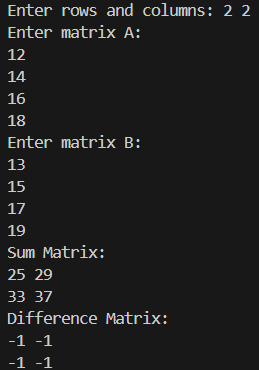 Enter rows and columns: 2 2
Enter matrix A:
12
14
16
18
Enter matrix B:
13
15
17
19
Sum Matrix:
25 29
33 37
Difference Matrix:
-1 -1
-1 -1